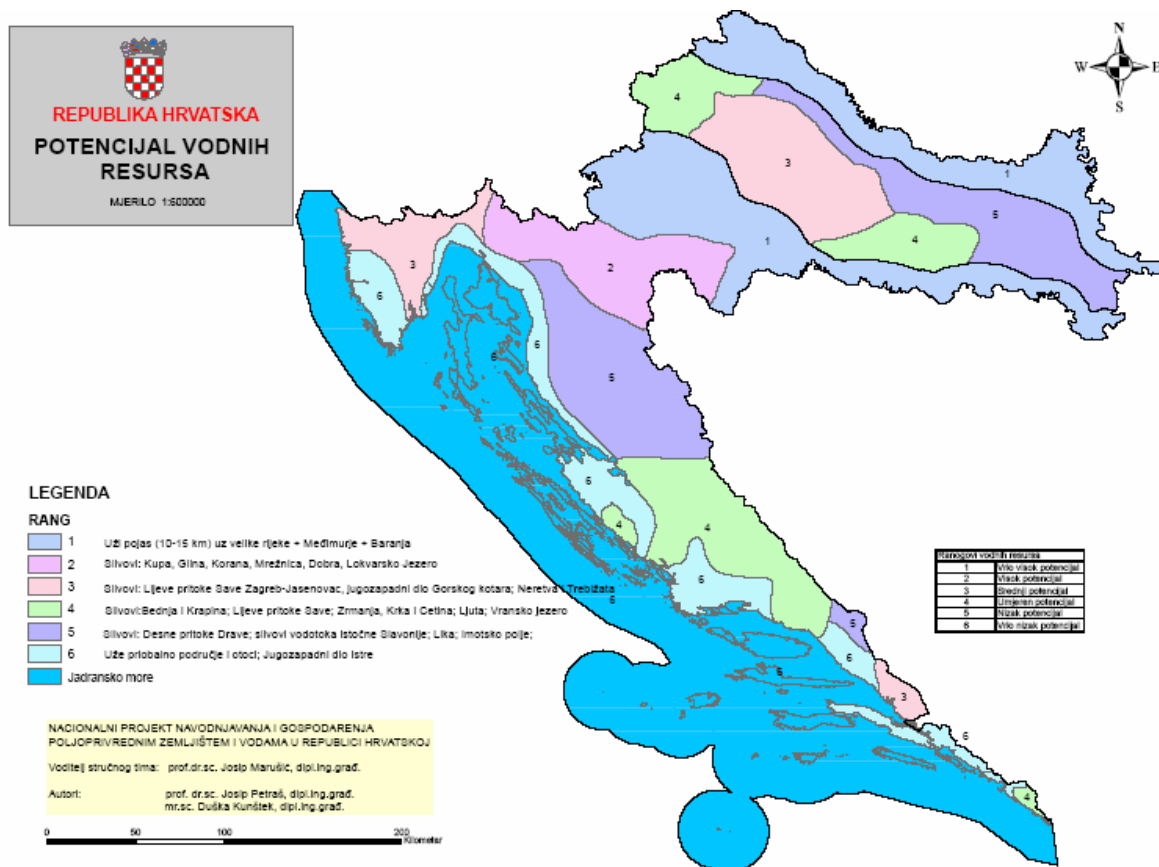 REPUBLIKA HRVATSKA
POTENCIJAL VODNIH
RESURSA
MJERILO 1:500000
N
W E
S
4
3
1
5
4
1
2
3
6
6
6
5
6
4
4
6
6
5
6
6
3
6
4
LEGENDA
RANG
1 Uži pojas (10-15 km) uz velike rijeke + Međimurje + Baranja
2 Slivovi: Kupa, Glina, Korana, Mrežnica, Dobra, Lokvarsko Jezero
3 Slivovi: Lijeve pritoke Save Zagreb-Jasenovac, jugozapadni dio Gorskog kotara; Neretva i Trebižata
4 Slivovi:Bednja i Krapina; Lijeve pritoke Save; Zrmanja, Krka i Cetina; Ljuta; Vransko jezero
5 Slivovi: Desne pritoke Drave; slivovi vodotoka Istočne Slavonije; Lika; Imotsko polje;
6 Uže priobalno područje i otoci; Jugozapadni dio Istre
Jadransko more
Rangovi vodnih resursa
1 Vrlo visok potencijal
2 Visok potencijal
3 Srednji potencijal
4 Umjeren potencijal
5 Nizak potencijal
6 Vrlo nizak potencijal
NACIONALNI PROJEKT NAVODNJAVANJA I GOSPODARENJA
POLJOPRIVREDNIM ZEMLJIŠTEM I VODAMA U REPUBLICI HRVATSKOJ
Voditelj stručnog tima: prof.dr.sc. Josip Marušić, dipl.ing.građ.
Autori: prof. dr.sc. Josip Petraš, dipl.ing.građ.
mr.sc. Duška Kunštek, dipl.ing.građ.
0 50 100 200
Kilometar